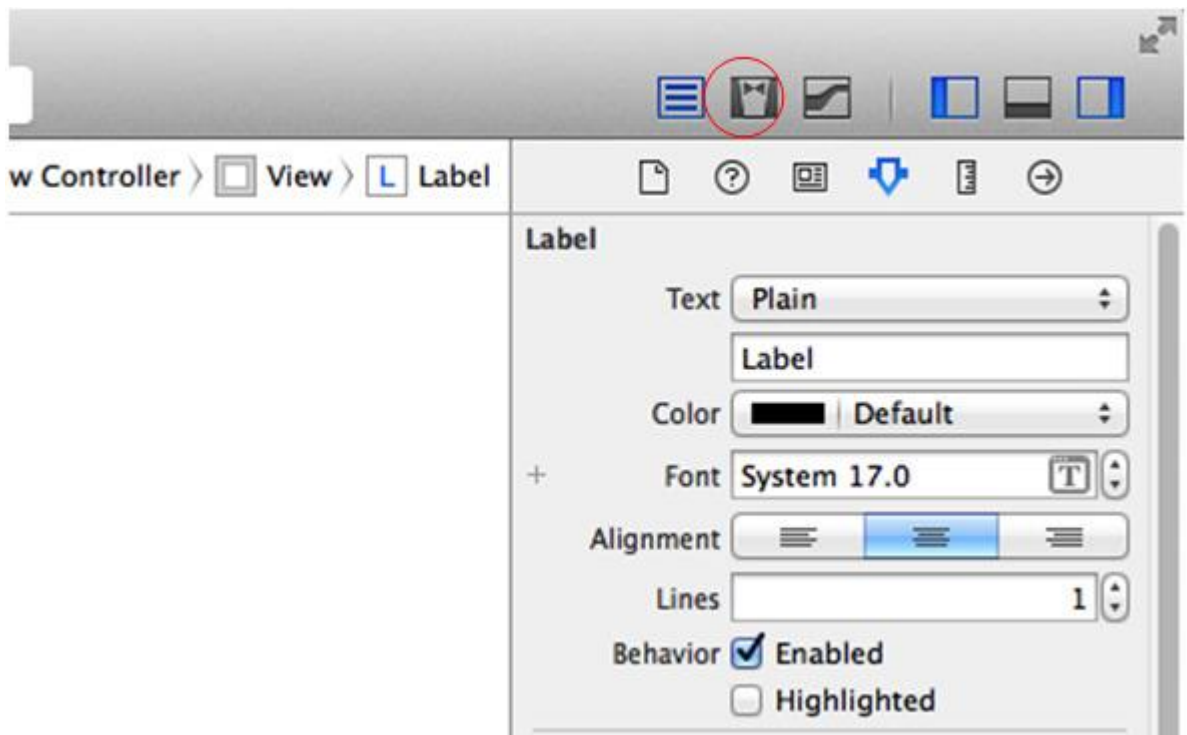 w Controller 〉 View 〉 L Label
Label
Text Plain
Label
Color Default
+ Font System 17.0 T
Alignment
Lines 1
Behavior Enabled
Highlighted